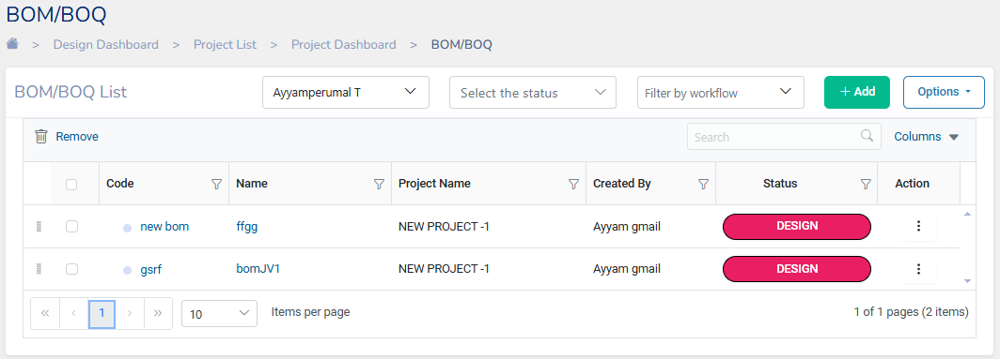 BOM/BOQ
> Design Dashboard > Project List > Project Dashboard > BOM/BOQ
BOM/BOQ List Ayyamperumal T Select the status Filter by workflow + Add Options
Remove Search Columns
Code Name Project Name Created By Status Action
new bom ffgg NEW PROJECT -1 Ayyam gmail DESIGN
gsrf bomJV1 NEW PROJECT -1 Ayyam gmail DESIGN
« ‹ 1 › » 10 Items per page 1 of 1 pages (2 items)